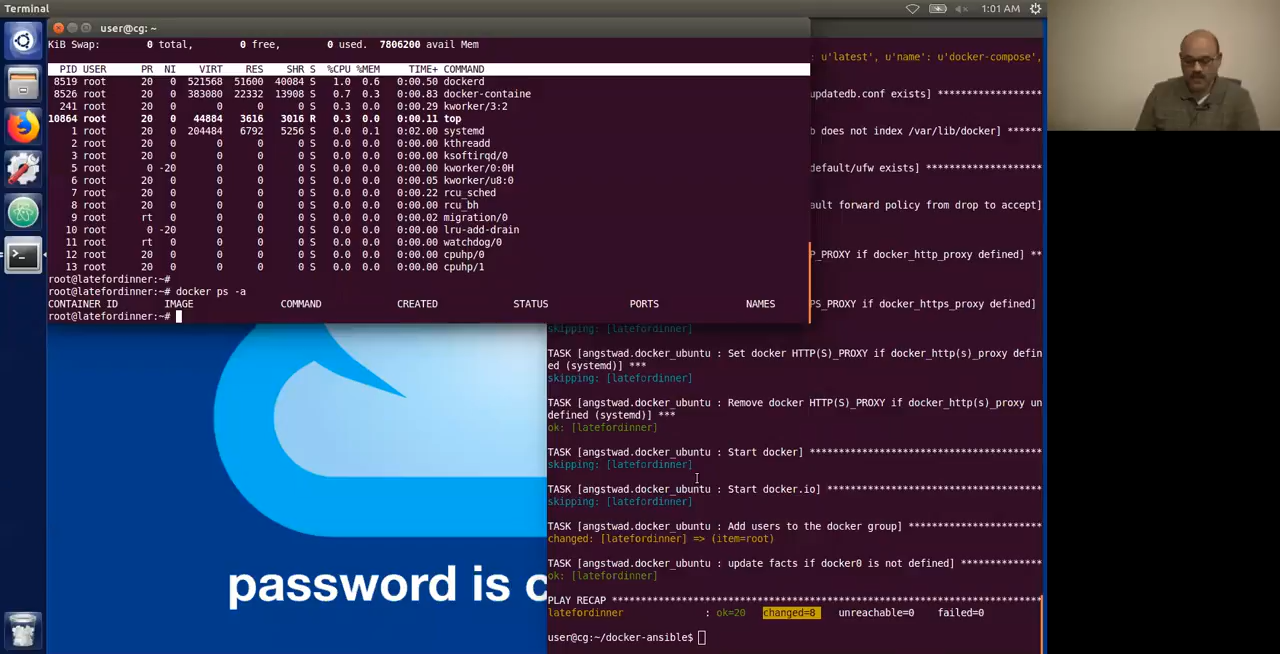 Terminal
1:01 AM
user@cg: ~
KiB Swap: 0 total, 0 free, 0 used. 7806200 avail Mem
PID USER PR NI VIRT RES SHR S %CPU %MEM TIME+ COMMAND
8519 root 20 0 521568 51600 40084 S 1.0 0.6 0:00.50 dockerd
8526 root 20 0 383080 22332 13908 S 0.7 0.3 0:00.83 docker-containe
241 root 20 0 0 0 0 S 0.3 0.0 0:00.29 kworker/3:2
10864 root 20 0 44884 3616 3016 R 0.3 0.0 0:00.11 top
1 root 20 0 204484 6792 5256 S 0.0 0.1 0:02.00 systemd
2 root 20 0 0 0 0 S 0.0 0.0 0:00.00 kthreadd
3 root 20 0 0 0 0 S 0.0 0.0 0:00.00 ksoftirqd/0
5 root 0 -20 0 0 0 S 0.0 0.0 0:00.00 kworker/0:0H
6 root 20 0 0 0 0 S 0.0 0.0 0:00.05 kworker/u8:0
7 root 20 0 0 0 0 S 0.0 0.0 0:00.22 rcu_sched
8 root 20 0 0 0 0 S 0.0 0.0 0:00.00 rcu_bh
9 root rt 0 0 0 0 S 0.0 0.0 0:00.02 migration/0
10 root 0 -20 0 0 0 S 0.0 0.0 0:00.00 lru-add-drain
11 root rt 0 0 0 0 S 0.0 0.0 0:00.00 watchdog/0
12 root 20 0 0 0 0 S 0.0 0.0 0:00.00 cpuhp/0
13 root 20 0 0 0 0 S 0.0 0.0 0:00.00 cpuhp/1
root@latefordinner:~#
root@latefordinner:~# docker ps -a
CONTAINER ID IMAGE COMMAND CREATED STATUS PORTS NAMES
root@latefordinner:~#
u'latest', u'name': u'docker-compose',
updatedb.conf exists] ******************
b does not index /var/lib/docker] ******
default/ufw exists] ********************
ault forward policy from drop to accept]
P_PROXY if docker_http_proxy defined] **
PS_PROXY if docker_https_proxy defined]
skipping: [latefordinner]
TASK [angstwad.docker_ubuntu : Set docker HTTP(S)_PROXY if docker_http(s)_proxy defin
ed (systemd)] ***
skipping: [latefordinner]
TASK [angstwad.docker_ubuntu : Remove docker HTTP(S)_PROXY if docker_http(s)_proxy un
defined (systemd)] ***
ok: [latefordinner]
TASK [angstwad.docker_ubuntu : Start docker] ****************************************
skipping: [latefordinner]
TASK [angstwad.docker_ubuntu : Start docker.io] *************************************
skipping: [latefordinner]
TASK [angstwad.docker_ubuntu : Add users to the docker group] ***********************
changed: [latefordinner] => (item=root)
TASK [angstwad.docker_ubuntu : update facts if docker0 is not defined] **************
ok: [latefordinner]
PLAY RECAP **************************************************************************
latefordinner : ok=20 changed=8 unreachable=0 failed=0
user@cg:~/docker-ansible$
password is c